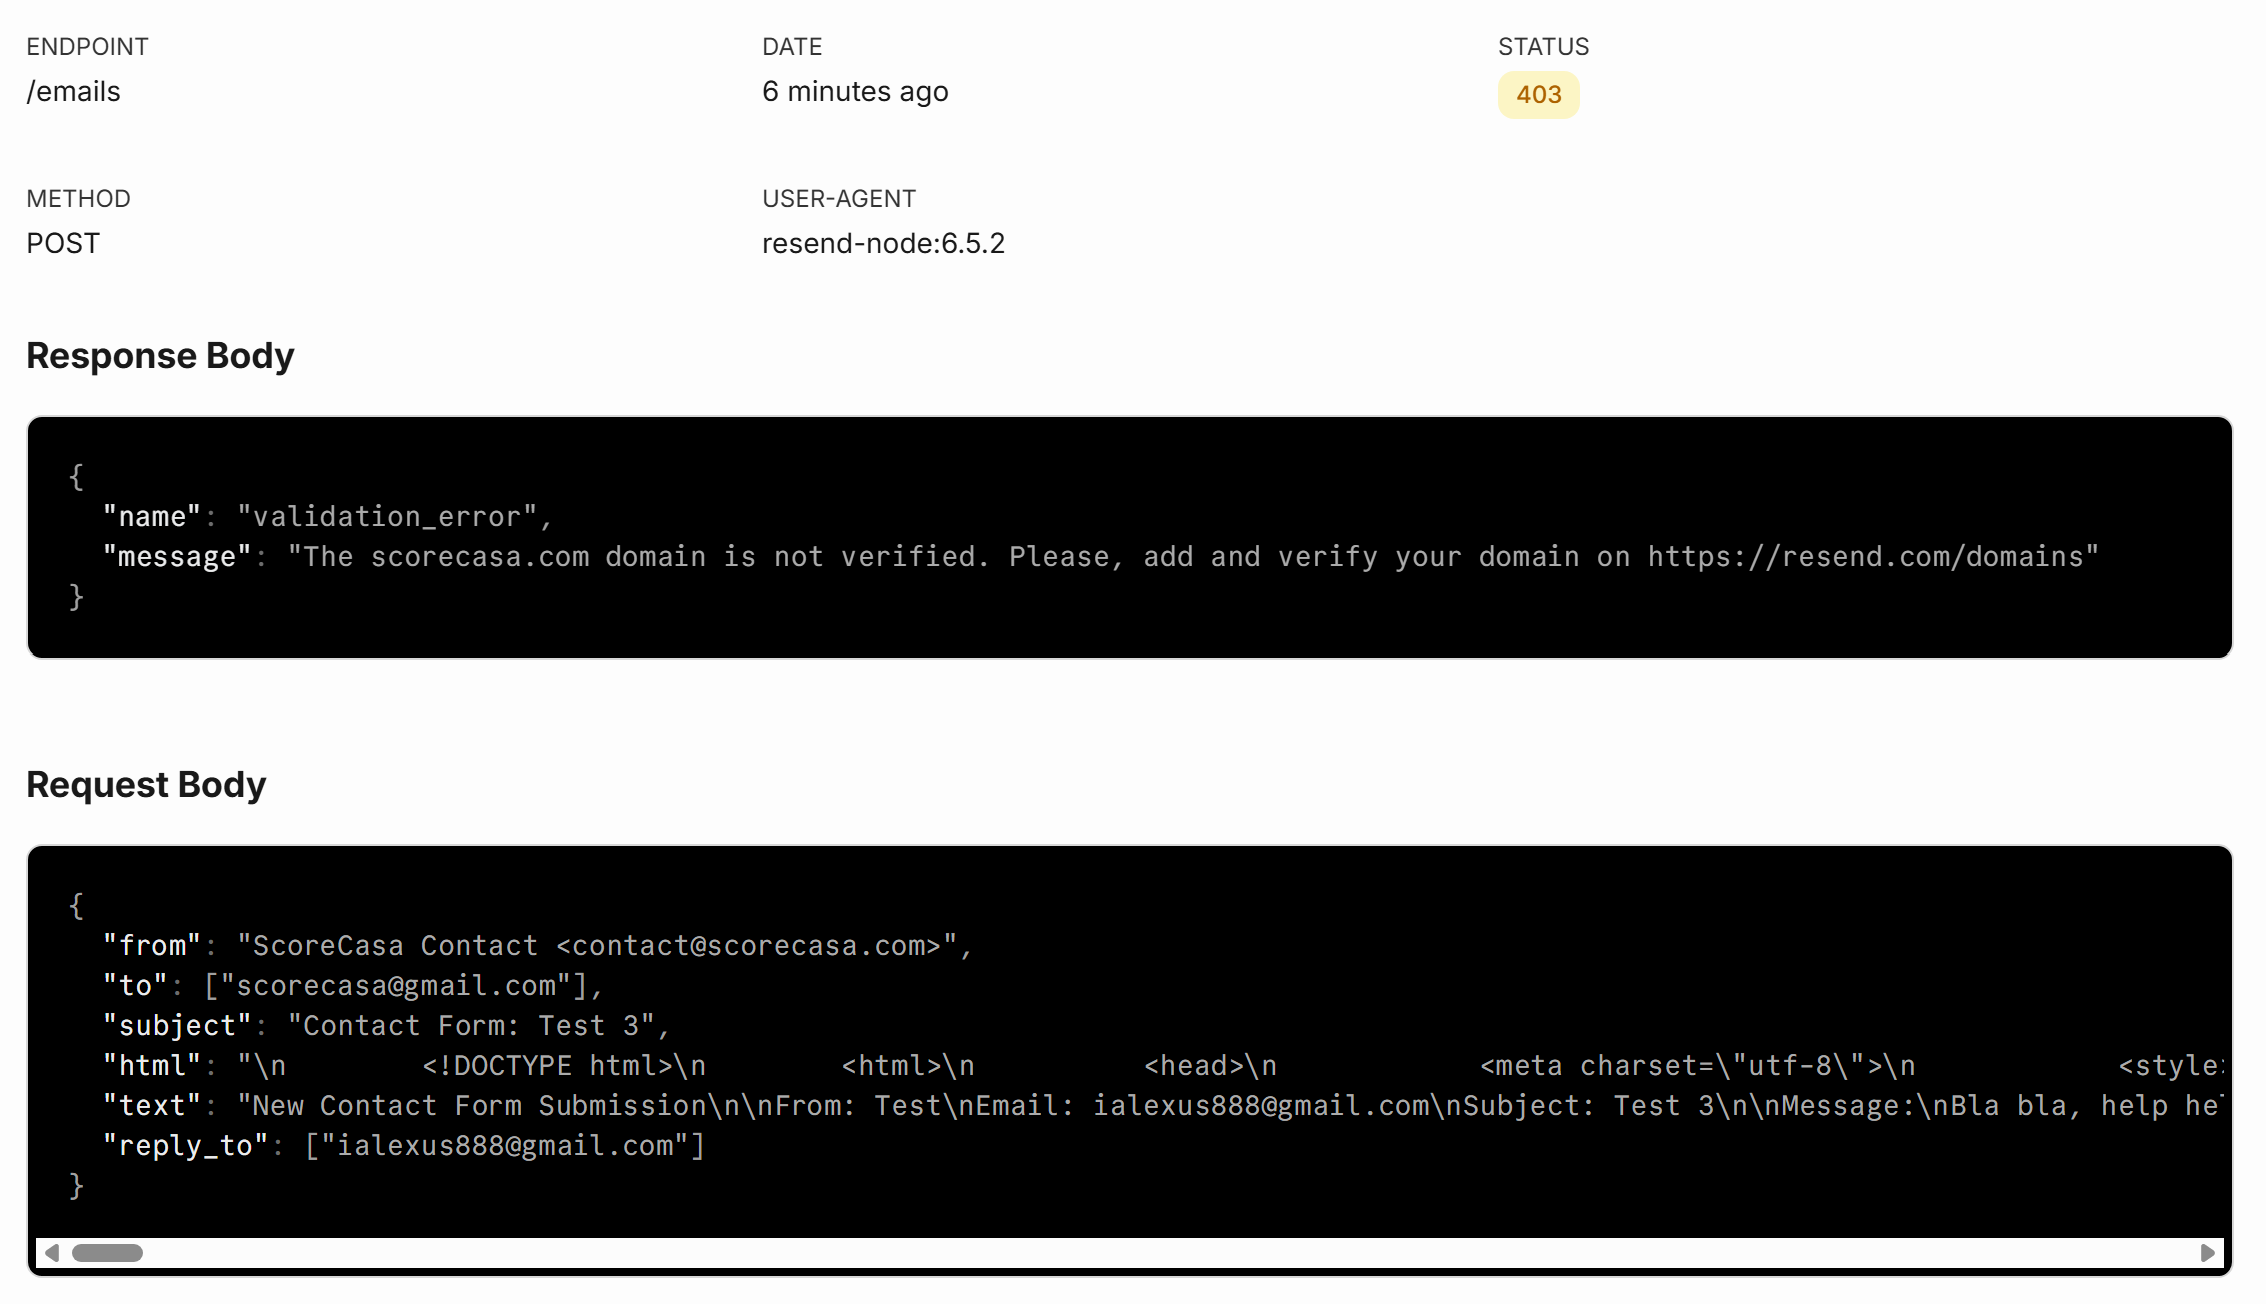 ENDPOINT
/emails
DATE
6 minutes ago
STATUS
403
METHOD
POST
USER-AGENT
resend-node:6.5.2
Response Body
{
  "name": "validation_error",
  "message": "The scorecasa.com domain is not verified. Please, add and verify your domain on https://resend.com/domains"
}
Request Body
{
  "from": "ScoreCasa Contact <contact@scorecasa.com>",
  "to": ["scorecasa@gmail.com"],
  "subject": "Contact Form: Test 3",
  "html": "\n        <!DOCTYPE html>\n        <html>\n          <head>\n            <meta charset=\"utf-8\">\n            <style>
  "text": "New Contact Form Submission\n\nFrom: Test\nEmail: ialexus888@gmail.com\nSubject: Test 3\n\nMessage:\nBla bla, help hel
  "reply_to": ["ialexus888@gmail.com"]
}